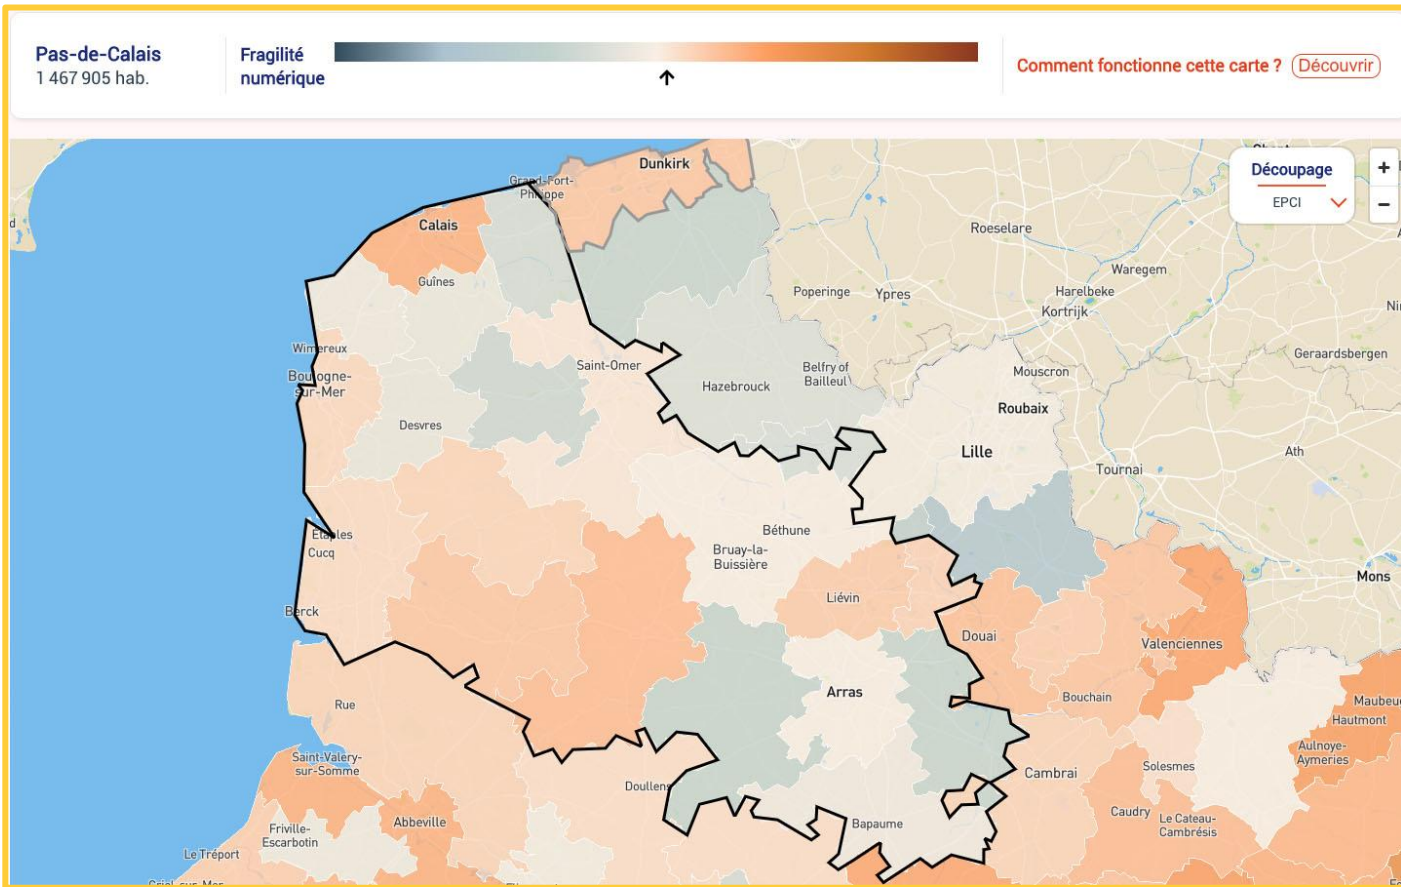 Pas-de-Calais
1 467 905 hab.
Fragilité
numérique
Comment fonctionne cette carte ?
Découvrir
Découpage
EPCI
+
−
Dunkirk
Grand-Fort-
Philippe
Calais
Guînes
Roeselare
Waregem
Poperinge
Ypres
Harelbeke
Kortrijk
Wimereux
Saint-Omer
Boulogne-
sur-Mer
Hazebrouck
Belfry of
Bailleul
Mouscron
Geraardsbergen
Desvres
Roubaix
Lille
Ath
Tournai
Étaples
Cucq
Béthune
Bruay-la-
Buissière
Mons
Berck
Liévin
Douai
Valenciennes
Rue
Arras
Bouchain
Maubeu
Hautmont
Saint-Valery-
sur-Somme
Aulnoye-
Aymeries
Doullens
Cambrai
Solesmes
Friville-
Escarbotin
Abbeville
Bapaume
Caudry
Le Cateau-
Cambrésis
Le Tréport